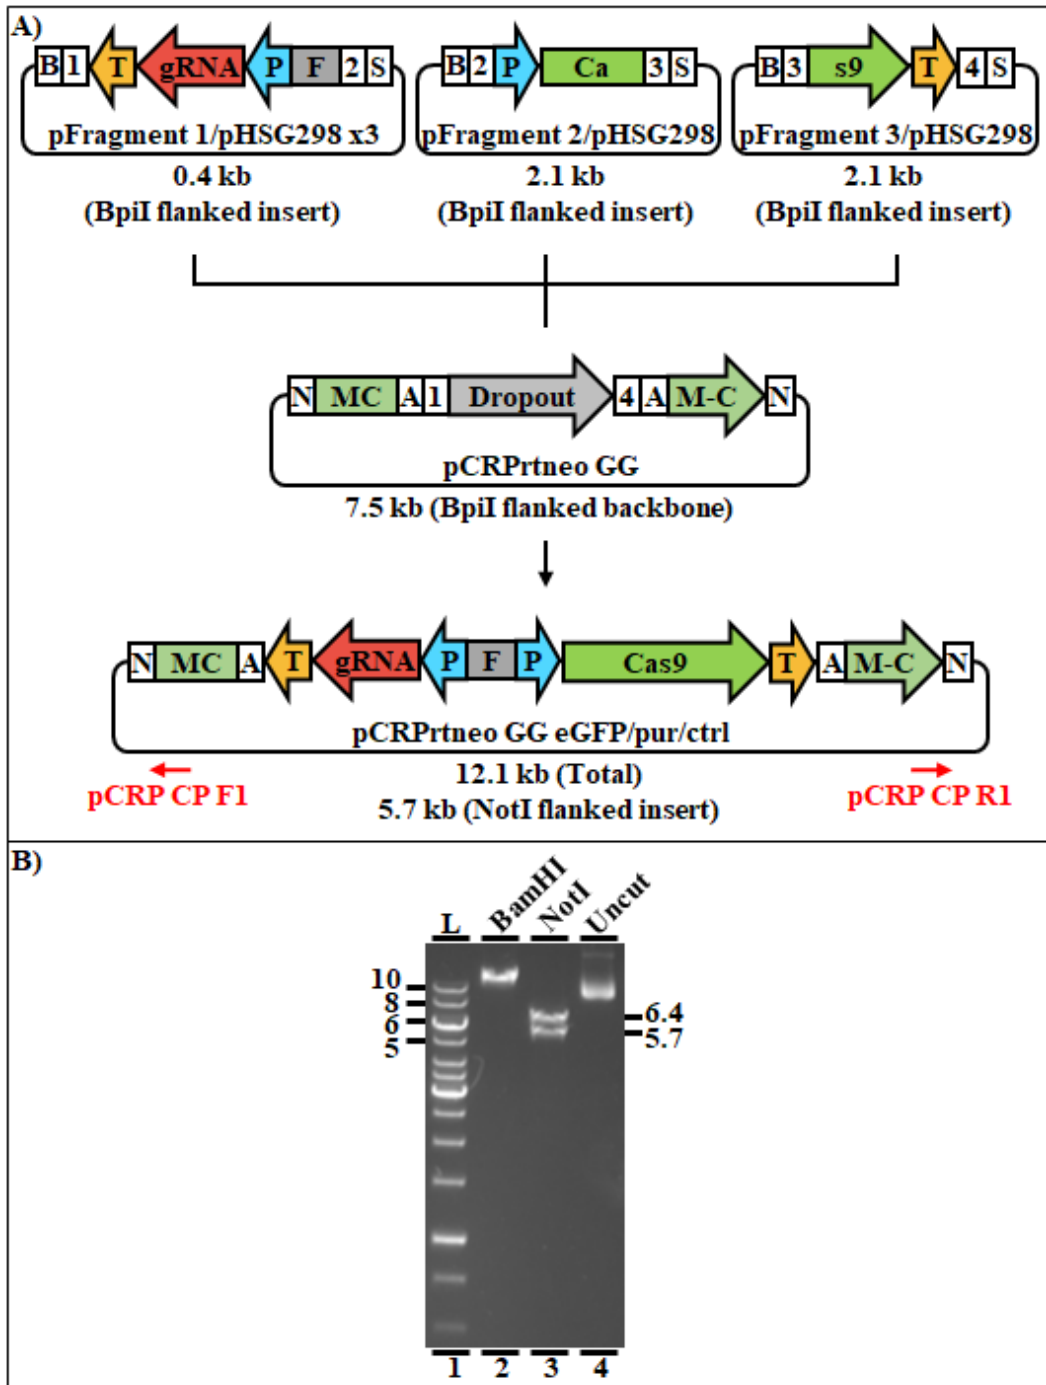 A)
B 1 T gRNA P F 2 S
B 2 P Ca 3 S
B 3 s9 T 4 S
pFragment 1/pHSG298 x3
pFragment 2/pHSG298
pFragment 3/pHSG298
0.4 kb
2.1 kb
2.1 kb
(BpiI flanked insert)
(BpiI flanked insert)
(BpiI flanked insert)
N MC A 1 Dropout 4 A M-C N
pCRPrtneo GG
7.5 kb (BpiI flanked backbone)
N MC A T gRNA P F P Cas9 T A M-C N
pCRPrtneo GG eGFP/pur/ctrl
12.1 kb (Total)
pCRP CP F1
pCRP CP R1
5.7 kb (NotI flanked insert)
B)
L BamHI NotI Uncut
10
8
6
5
6.4
5.7
1 2 3 4